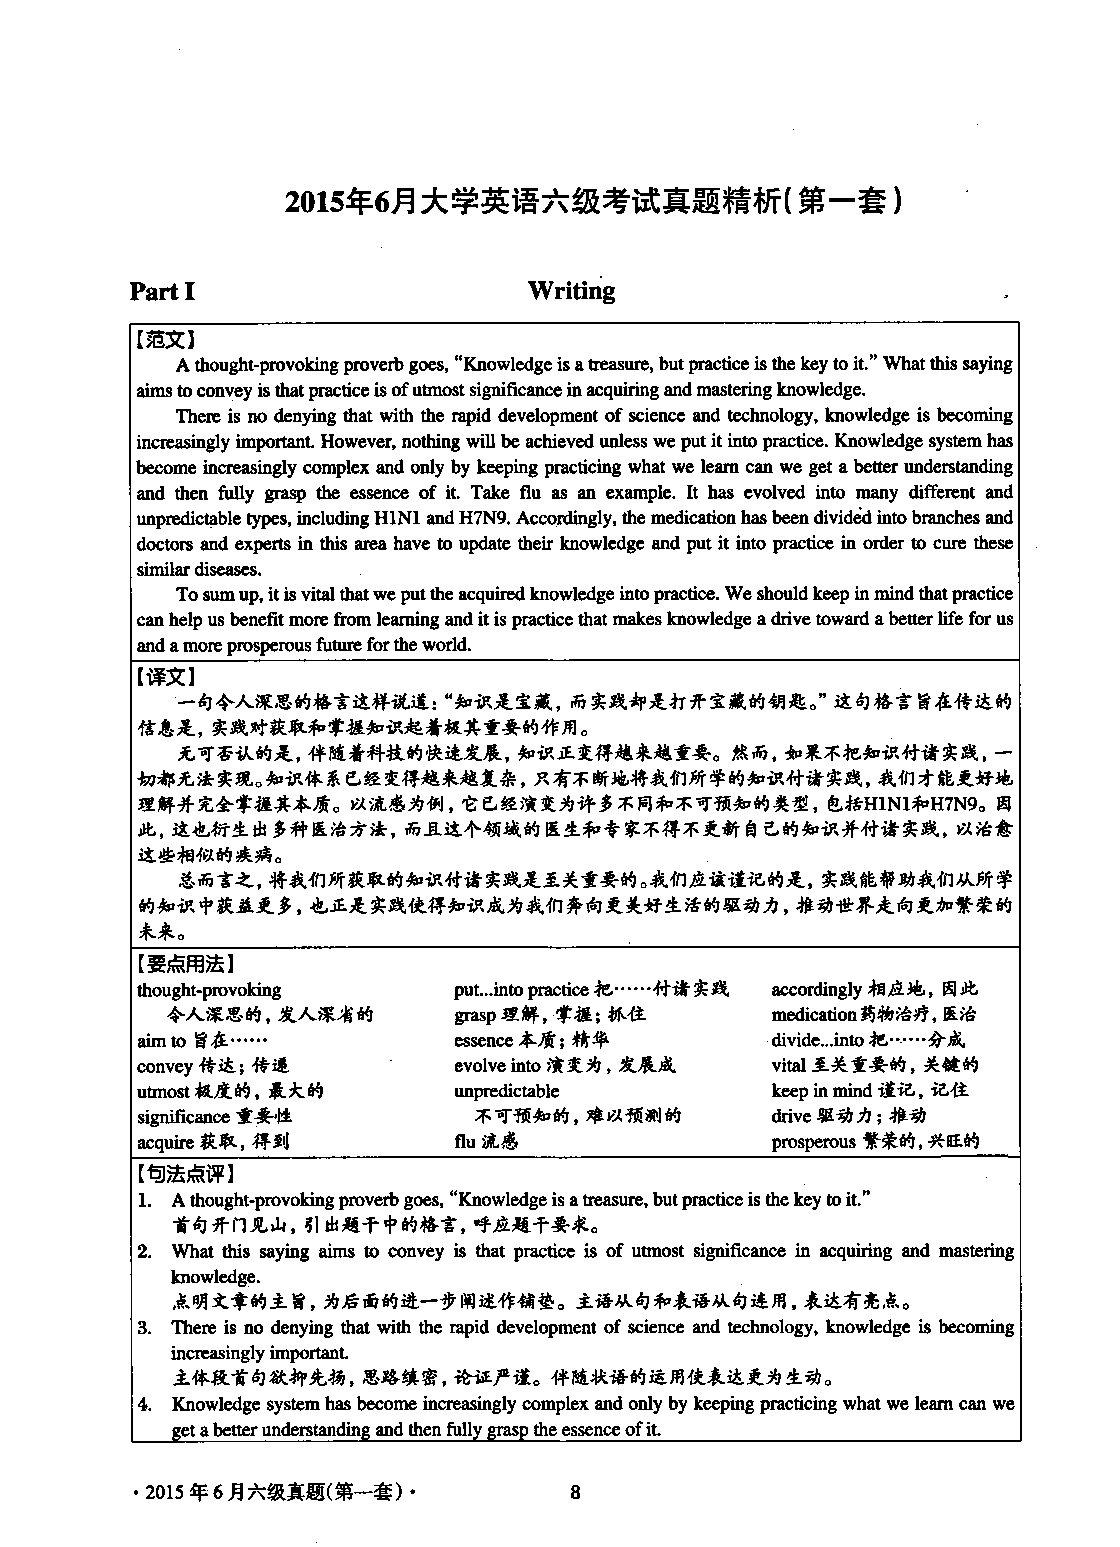 2015年6月大学英语六级考试真题精析(第一套)
Part I
Writing
【范文】
A thought-provoking proverb goes, “Knowledge is a treasure, but practice is the key to it.” What this saying
aims to convey is that practice is of utmost significance in acquiring and mastering knowledge.
There is no denying that with the rapid development of science and technology, knowledge is becoming
increasingly important. However, nothing will be achieved unless we put it into practice. Knowledge system has
become increasingly complex and only by keeping practicing what we learn can we get a better understanding
and then fully grasp the essence of it. Take flu as an example. It has evolved into many different and
unpredictable types, including H1N1 and H7N9. Accordingly, the medication has been divided into branches and
doctors and experts in this area have to update their knowledge and put it into practice in order to cure these
similar diseases.
To sum up, it is vital that we put the acquired knowledge into practice. We should keep in mind that practice
can help us benefit more from learning and it is practice that makes knowledge a drive toward a better life for us
and a more prosperous future for the world.
【译文】
一句令人深思的格言这样说道：“知识是宝藏，而实践却是打开宝藏的钥匙。”这句格言旨在传达的
信息是，实践对获取和掌握知识起着极其重要的作用。
无可否认的是，伴随着科技的快速发展，知识正变得越来越重要。然而，如果不把知识付诸实践，一
切都无法实现。知识体系已经变得越来越复杂，只有不断地将我们所学的知识付诸实践，我们才能更好地
理解并完全掌握其本质。以流感为例，它已经演变为许多不同和不可预知的类型，包括H1N1和H7N9。因
此，这也衍生出多种医治方法，而且这个领域的医生和专家不得不更新自己的知识并付诸实践，以治愈
这些相似的疾病。
总而言之，将我们所获取的知识付诸实践是至关重要的。我们应该谨记的是，实践能帮助我们从所学
的知识中获益更多，也正是实践使得知识成为我们奔向更美好生活的驱动力，推动世界走向更加繁荣的
未来。
【要点用法】
thought-provoking
令人深思的，发人深省的
aim to 旨在……
convey 传达；传递
utmost 极度的，最大的
significance 重要性
acquire 获取，得到
put...into practice 把……付诸实践
grasp 理解，掌握；抓住
essence 本质；精华
evolve into 演变为，发展成
unpredictable
不可预知的，难以预测的
flu 流感
accordingly 相应地，因此
medication 药物治疗，医治
divide...into 把……分成
vital 至关重要的，关键的
keep in mind 谨记，记住
drive 驱动力；推动
prosperous 繁荣的，兴旺的
【句法点评】
1. A thought-provoking proverb goes, “Knowledge is a treasure, but practice is the key to it.”
首句开门见山，引出题干中的格言，呼应题干要求。
2. What this saying aims to convey is that practice is of utmost significance in acquiring and mastering
knowledge.
点明文章的主旨，为后面的进一步阐述作铺垫。主语从句和表语从句连用，表达有亮点。
3. There is no denying that with the rapid development of science and technology, knowledge is becoming
increasingly important.
主体段首句欲抑先扬，思路缜密，论证严谨。伴随状语的运用使表达更为生动。
4. Knowledge system has become increasingly complex and only by keeping practicing what we learn can we
get a better understanding and then fully grasp the essence of it.
·2015年6月六级真题(第一套)·
8